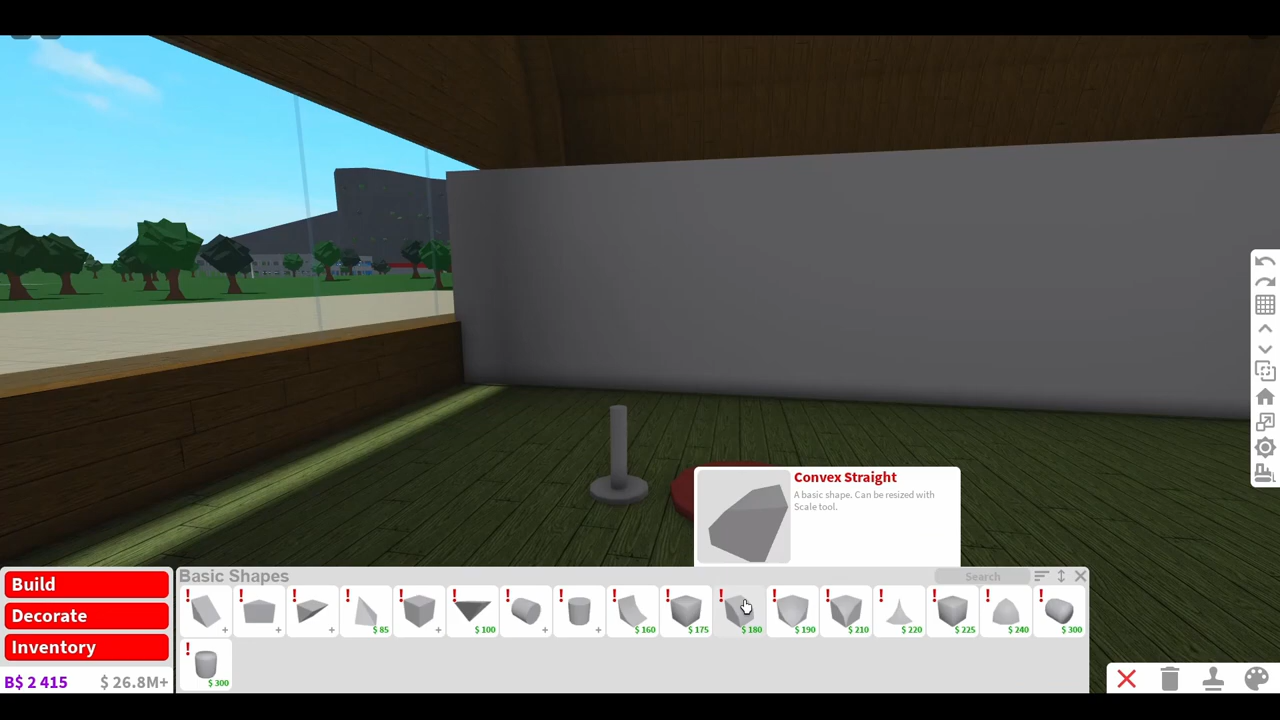 Convex Straight
A basic shape. Can be resized with
Scale tool.
Build
Basic Shapes
Search
Decorate
! ! ! ! ! ! ! ! ! ! ! ! ! ! ! ! !
+ + + $ 85 + $ 100 + + $ 160 $ 175 $ 180 $ 190 $ 210 $ 220 $ 225 $ 240 $ 300
Inventory
!
$ 300
B$ 2 415 $ 26.8M+